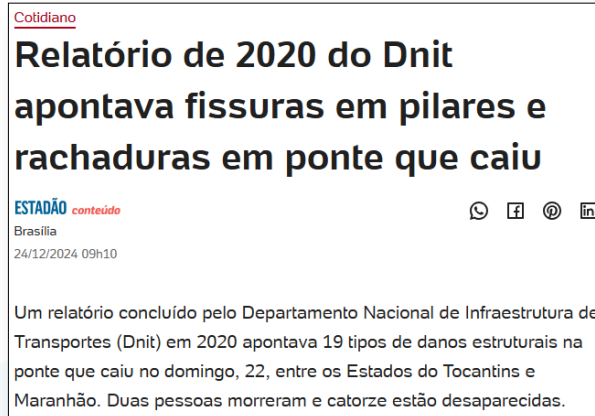 Cotidiano
Relatório de 2020 do Dnit
apontava fissuras em pilares e
rachaduras em ponte que caiu
ESTADÃO conteúdo
Brasília
24/12/2024 09h10
Um relatório concluído pelo Departamento Nacional de Infraestrutura de
Transportes (Dnit) em 2020 apontava 19 tipos de danos estruturais na
ponte que caiu no domingo, 22, entre os Estados do Tocantins e
Maranhão. Duas pessoas morreram e catorze estão desaparecidas.